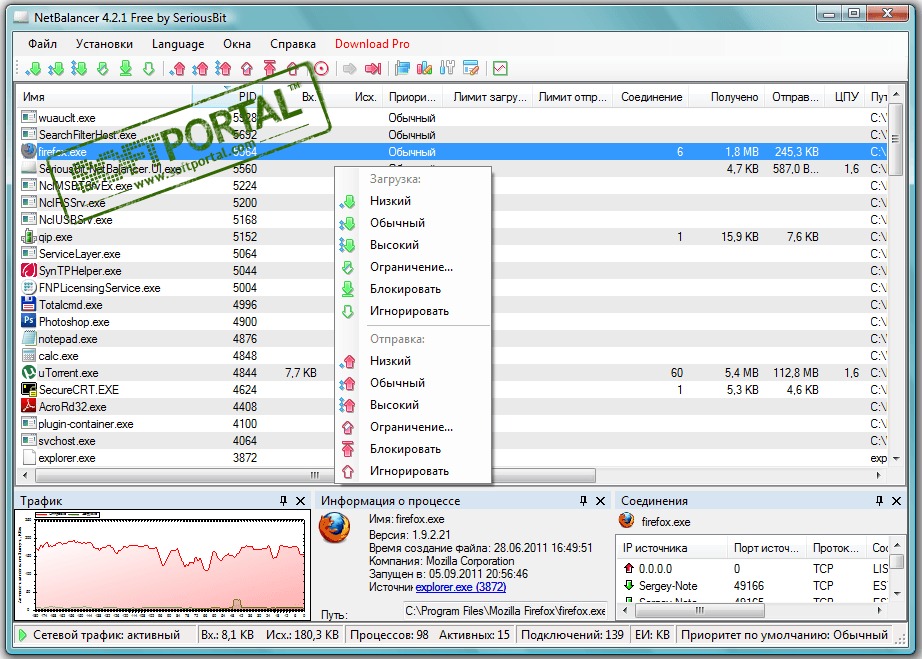 NetBalancer 4.2.1 Free by SeriousBit
Файл Установки Language Окна Справка Download Pro
Имя PID Вх. Исх. Приори... Лимит загру... Лимит отпр... Соединение Получено Отправ... ЦПУ Пут
wuauclt.exe 5928 Обычный C:\
SearchFilterHost.exe 5692 Обычный C:\
firefox.exe 5564 Обычный 6 1,8 MB 245,3 KB C:\
SeriousBit.NetBalancer.UI.exe 5560 4,7 KB 587,0 B... 1,6 C:\
NclMSBTSrvEx.exe 5224 C:\
NclRSSrv.exe 5200 C:\
NclUSBSrv.exe 5168 C:\
qip.exe 5152 1 15,9 KB 7,6 KB C:\
ServiceLayer.exe 5064 C:\
SynTPHelper.exe 5044 C:\
FNPLicensingService.exe 5004 C:\
Totalcmd.exe 4996 C:\
Photoshop.exe 4900 C:\
notepad.exe 4876 C:\
calc.exe 4848 C:\
uTorrent.exe 4844 7,7 KB 60 5,4 MB 112,8 MB 1,6 C:\
SecureCRT.EXE 4624 1 5,3 KB 4,6 KB C:\
AcroRd32.exe 4408 C:\
plugin-container.exe 4100 C:\
svchost.exe 4064 C:\
explorer.exe 3872 exp
SOFTPORTAL™
www.softportal.com
Загрузка:
Низкий
Обычный
Высокий
Ограничение...
Блокировать
Игнорировать
Отправка:
Низкий
Обычный
Высокий
Ограничение...
Блокировать
Игнорировать
Трафик
Информация о процессе
Имя: firefox.exe
Версия: 1.9.2.21
Время создание файла: 28.06.2011 16:49:51
Компания: Mozilla Corporation
Запущен в: 05.09.2011 20:56:46
Источник explorer.exe (3872)
Путь: C:\Program Files\Mozilla Firefox\firefox.exe
Соединения
firefox.exe
IP источника Порт источ... Проток... Сос
0.0.0.0 0 TCP LIS
Sergey-Note 49166 TCP ES
Сетевой трафик: активный Вх.: 8,1 KB Исх.: 180,3 KB Процессов: 98 Активных: 15 Подключений: 139 ЕИ: KB Приоритет по умолчанию: Обычный